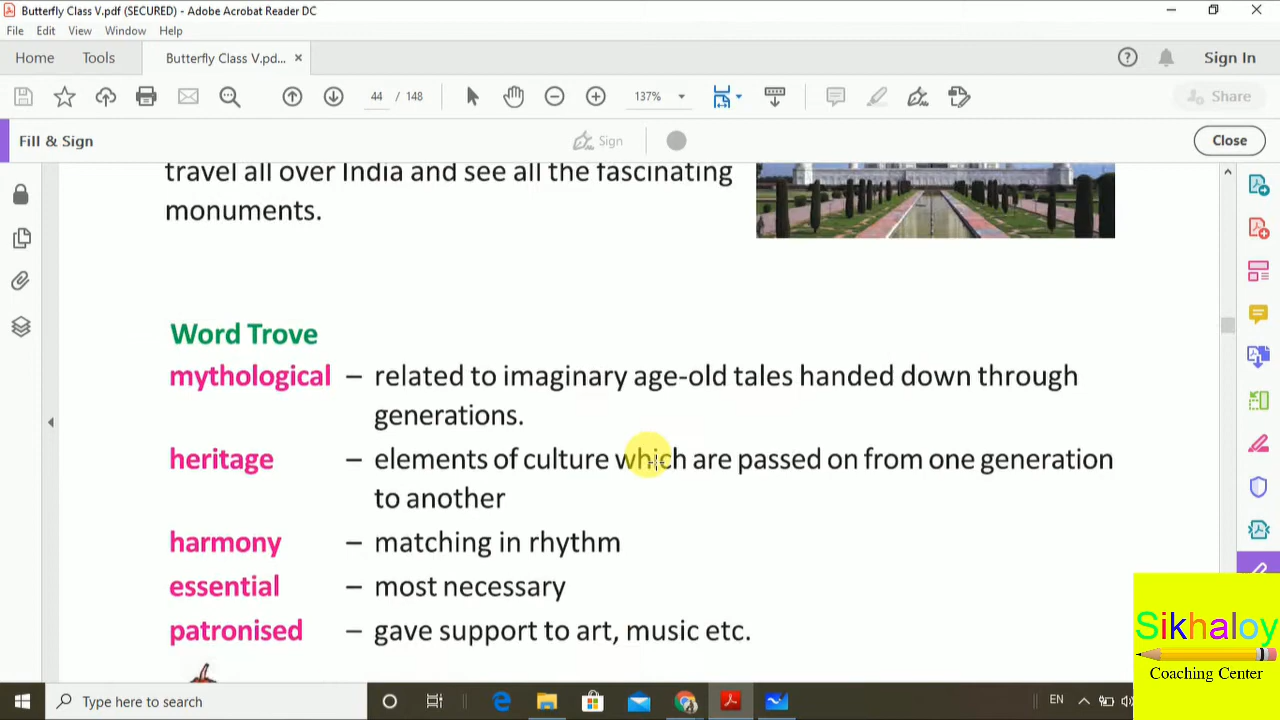 Butterfly Class V.pdf (SECURED) - Adobe Acrobat Reader DC
File Edit View Window Help
Home Tools Butterfly Class V.pd... × Sign In
44 / 148 137% Share
Fill & Sign Sign Close
travel all over India and see all the fascinating
monuments.
Word Trove
mythological – related to imaginary age-old tales handed down through
generations.
heritage – elements of culture which are passed on from one generation
to another
harmony – matching in rhythm
essential – most necessary
patronised – gave support to art, music etc.
Sikhaloy
Coaching Center
Type here to search EN